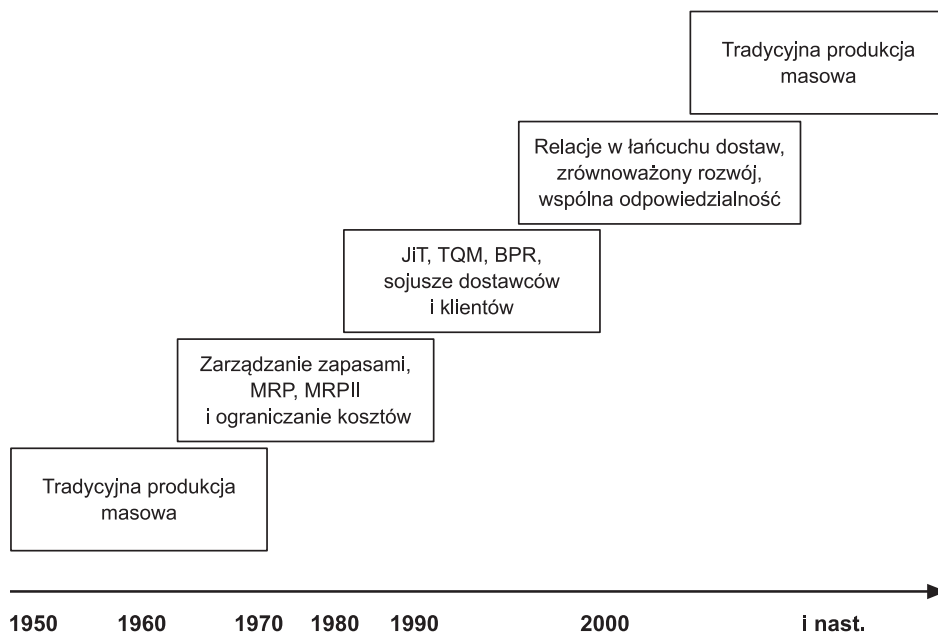 Tradycyjna produkcja
masowa
Relacje w łańcuchu dostaw,
zrównoważony rozwój,
wspólna odpowiedzialność
JiT, TQM, BPR,
sojusze dostawców
i klientów
Zarządzanie zapasami,
MRP, MRPII
i ograniczanie kosztów
Tradycyjna produkcja
masowa
1950 1960 1970 1980 1990 2000 i nast.